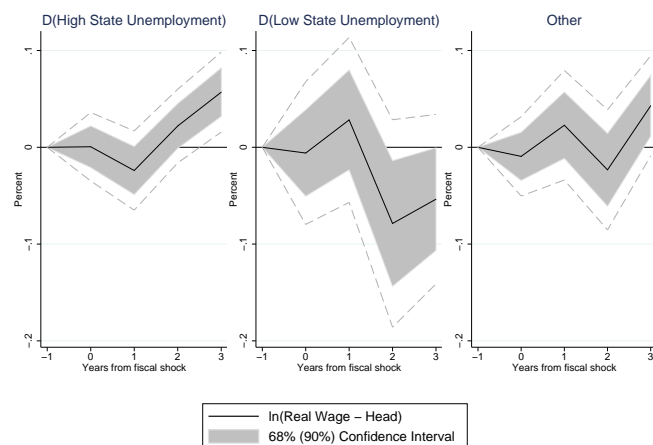 D(High State Unemployment)
D(Low State Unemployment)
Other
Percent
.1
0
-.1
-.2
-1 0 1 2 3
Years from fiscal shock
Percent
.1
0
-.1
-.2
-1 0 1 2 3
Years from fiscal shock
Percent
.1
0
-.1
-.2
-1 0 1 2 3
Years from fiscal shock
ln(Real Wage − Head)
68% (90%) Confidence Interval